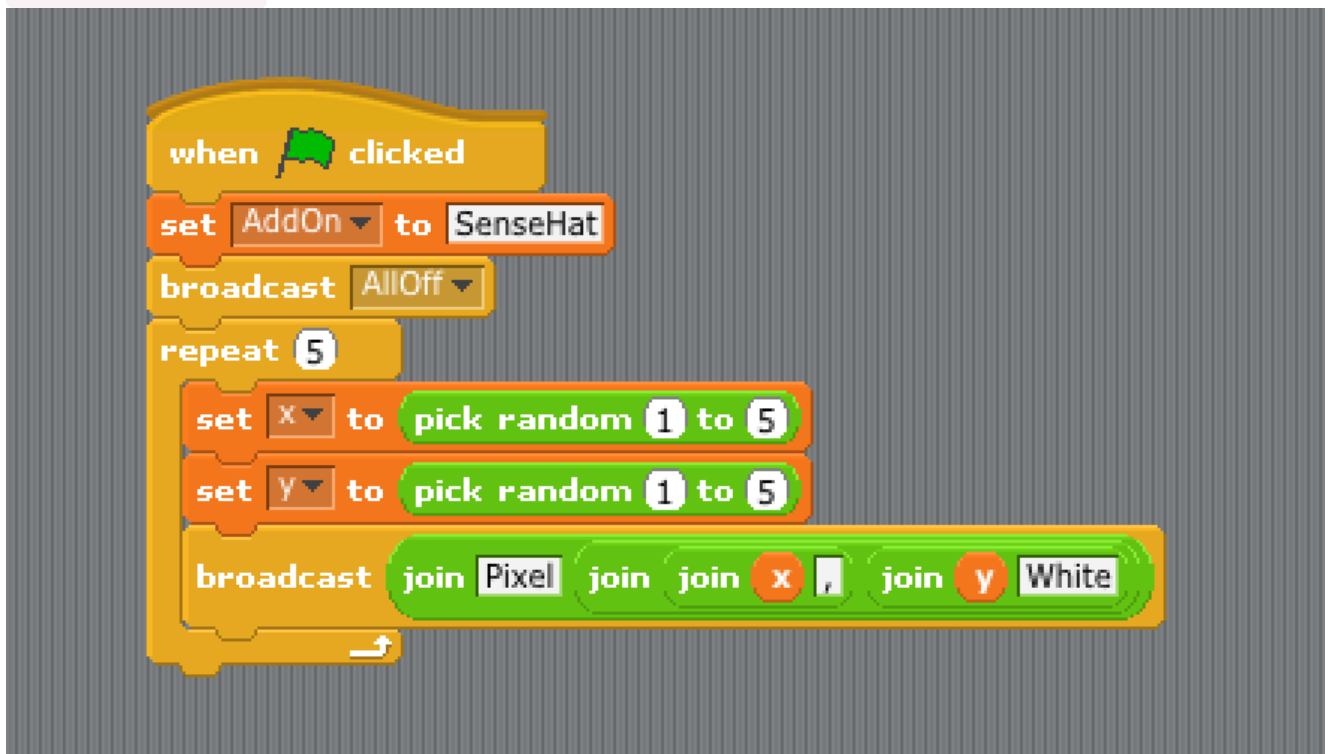 when clicked
set AddOn to SenseHat
broadcast AllOff
repeat 5
set x to pick random 1 to 5
set y to pick random 1 to 5
broadcast join Pixel join join x , join y White